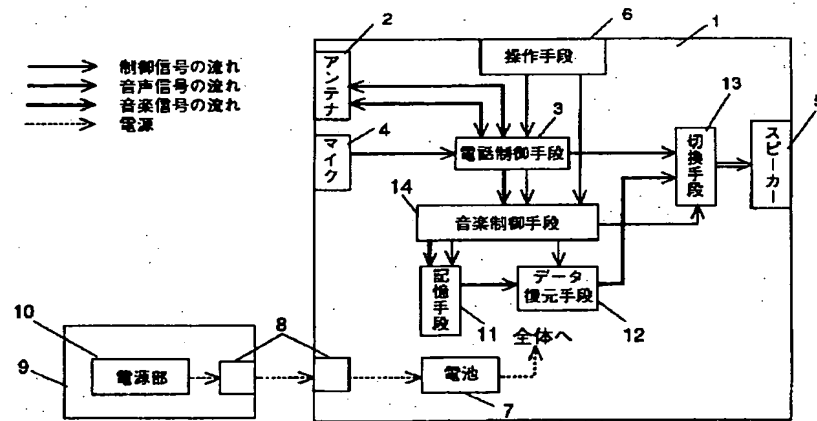 制御信号の流れ
音声信号の流れ
音楽信号の流れ
電源
2
アンテナ
4
マイク
6
操作手段
1
3
電話制御手段
13
切換手段
5
スピーカー
14
音楽制御手段
記憶手段
11
データ
復元手段
12
全体へ
10
9
電源部
8
電池
7